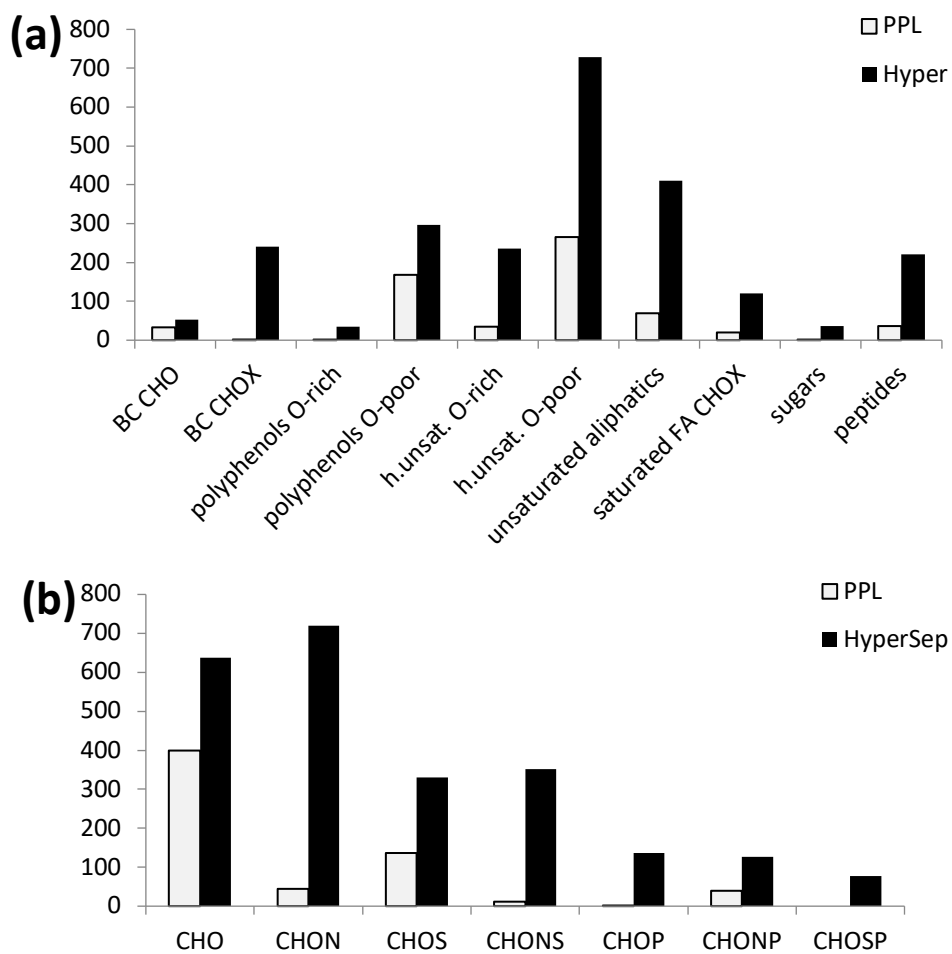 (a)
PPL
Hyper
800
700
600
500
400
300
200
100
0
BC CHO
BC CHOX
polyphenols O-rich
polyphenols O-poor
h.unsat. O-rich
h.unsat. O-poor
unsaturated aliphatics
saturated FA CHOX
sugars
peptides
(b)
PPL
HyperSep
800
700
600
500
400
300
200
100
0
CHO CHON CHOS CHONS CHOP CHONP CHOSP